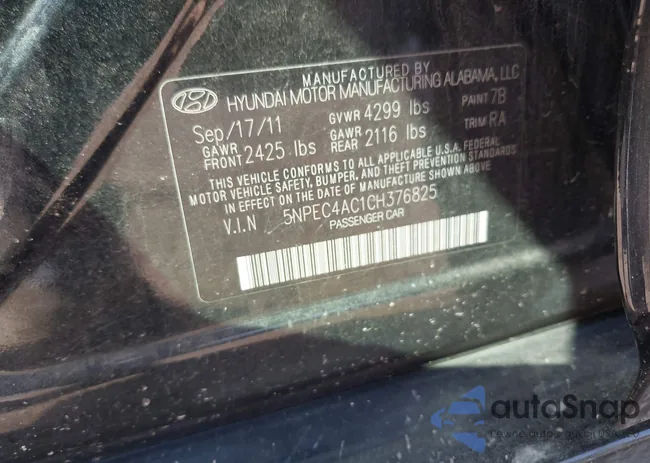 MANUFACTURED BY
HYUNDAI MOTOR MANUFACTURING ALABAMA, LLC
Sep/17/11 GVWR 4299 lbs PAINT 7B
GAWR FRONT 2425 lbs GAWR REAR 2116 lbs TRIM RA
THIS VEHICLE CONFORMS TO ALL APPLICABLE U.S.A. FEDERAL
MOTOR VEHICLE SAFETY, BUMPER, AND THEFT PREVENTION STANDARDS
IN EFFECT ON THE DATE OF MANUFACTURE SHOWN ABOVE.
V.I.N 5NPEC4AC1CH376825
PASSENGER CAR
autoSnap